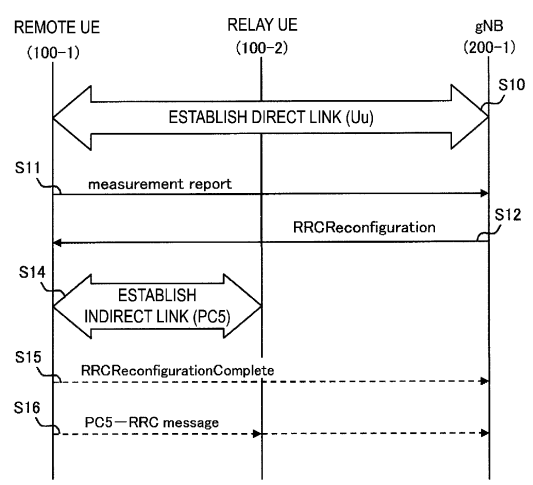 REMOTE UE
(100-1)
RELAY UE
(100-2)
gNB
(200-1)
S10
ESTABLISH DIRECT LINK (Uu)
S11
measurement report
S12
RRCReconfiguration
S14
ESTABLISH
INDIRECT LINK (PC5)
S15
RRCReconfigurationComplete
S16
PC5-RRC message